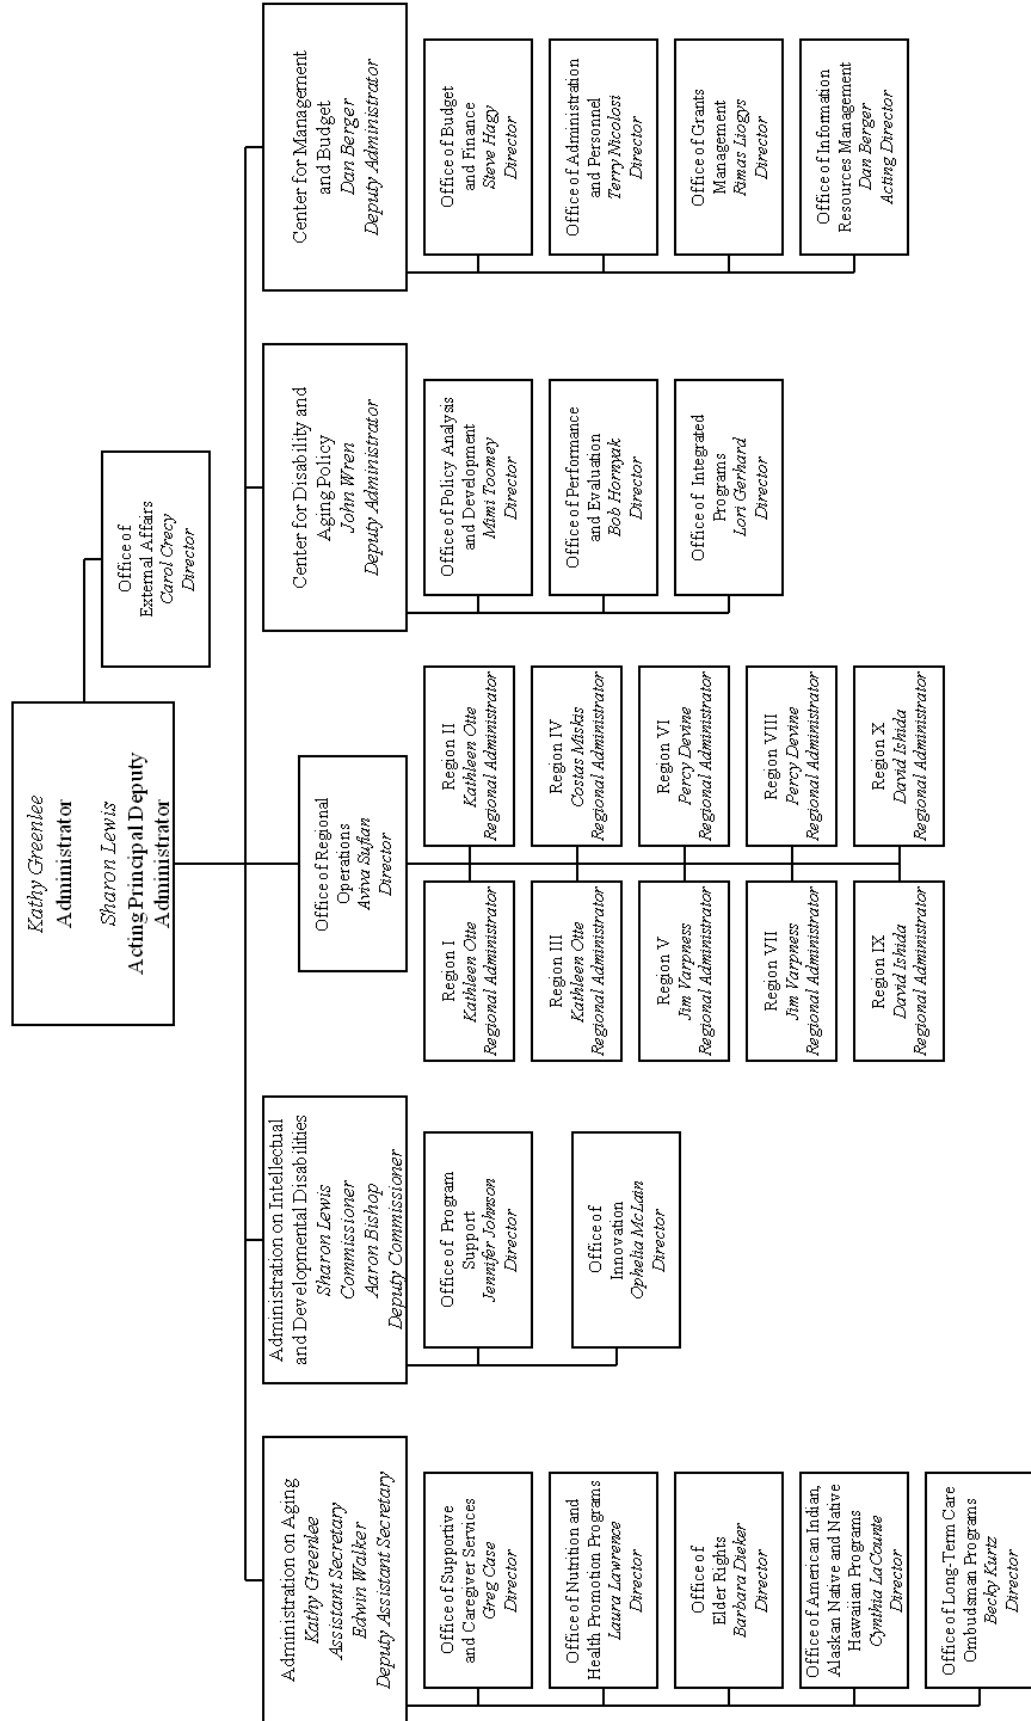 Kathy Greenlee
Administrator
Sharon Lewis
Acting Principal Deputy
Administrator
Office of
External Affairs
Carol Crecy
Director
Administration on Aging
Kathy Greenlee
Assistant Secretary
Edwin Walker
Deputy Assistant Secretary
Office of Supportive
and Caregiver Services
Greg Case
Director
Office of Nutrition and
Health Promotion Programs
Laura Lawrence
Director
Office of
Elder Rights
Barbara Dieker
Director
Office of American Indian,
Alaskan Native and Native
Hawaiian Programs
Cynthia LaCounte
Director
Office of Long-Term Care
Ombudsman Programs
Becky Kurtz
Director
Administration on Intellectual
and Developmental Disabilities
Sharon Lewis
Commissioner
Aaron Bishop
Deputy Commissioner
Office of Program
Support
Jennifer Johnson
Director
Office of
Innovation
Ophelia McLain
Director
Office of Regional
Operations
Aviva Sufian
Director
Region I
Kathleen Otte
Regional Administrator
Region II
Kathleen Otte
Regional Administrator
Region III
Kathleen Otte
Regional Administrator
Region IV
Costas Miskis
Regional Administrator
Region V
Jim Varpness
Regional Administrator
Region VI
Percy Devine
Regional Administrator
Region VII
Jim Varpness
Regional Administrator
Region VIII
Percy Devine
Regional Administrator
Region IX
David Ishida
Regional Administrator
Region X
David Ishida
Regional Administrator
Center for Disability and
Aging Policy
John Wren
Deputy Administrator
Office of Policy Analysis
and Development
Mimi Toomey
Director
Office of Performance
and Evaluation
Bob Hornyak
Director
Office of Integrated
Programs
Lori Gerhard
Director
Center for Management
and Budget
Dan Berger
Deputy Administrator
Office of Budget
and Finance
Steve Hagy
Director
Office of Administration
and Personnel
Terry Nicolosi
Director
Office of Grants
Management
Rimas Liogys
Director
Office of Information
Resources Management
Dan Berger
Acting Director